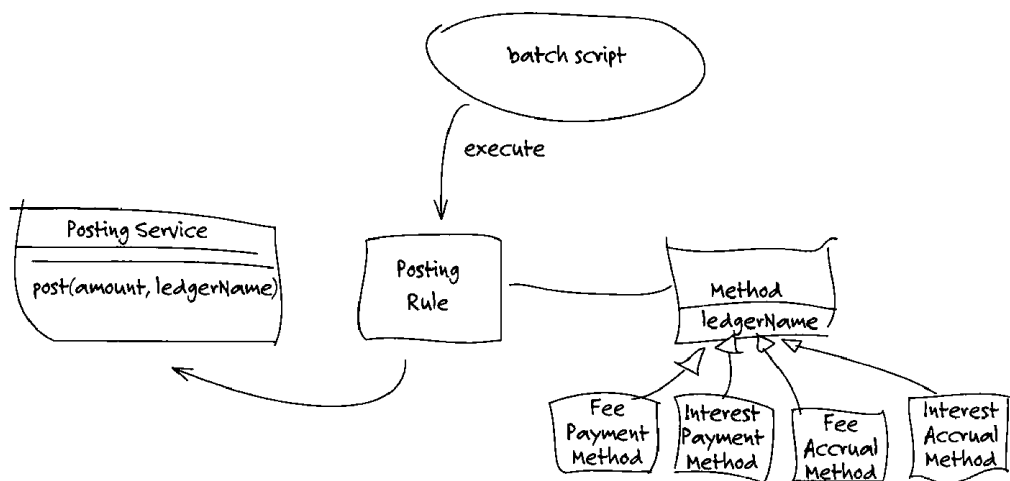 batch script
execute
Posting Service
post(amount, ledgerName)
Posting
Rule
Method
ledgerName
Fee
Payment
Method
Interest
Payment
Method
Fee
Accrual
Method
Interest
Accrual
Method